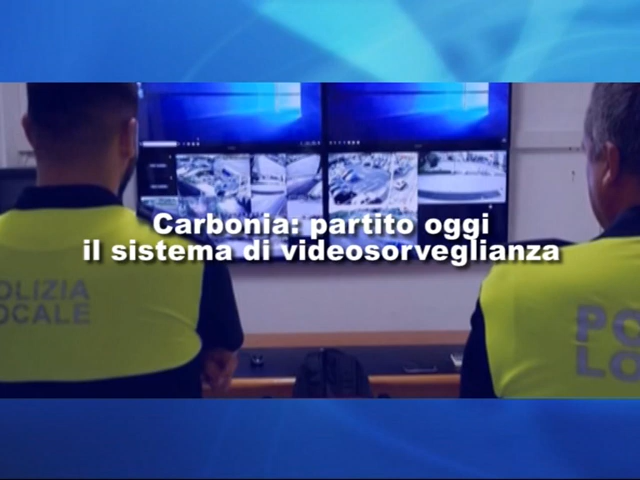 Carbonia: partito oggi
il sistema di videosorveglianza
OLIZIA
OCALE
PO
LO